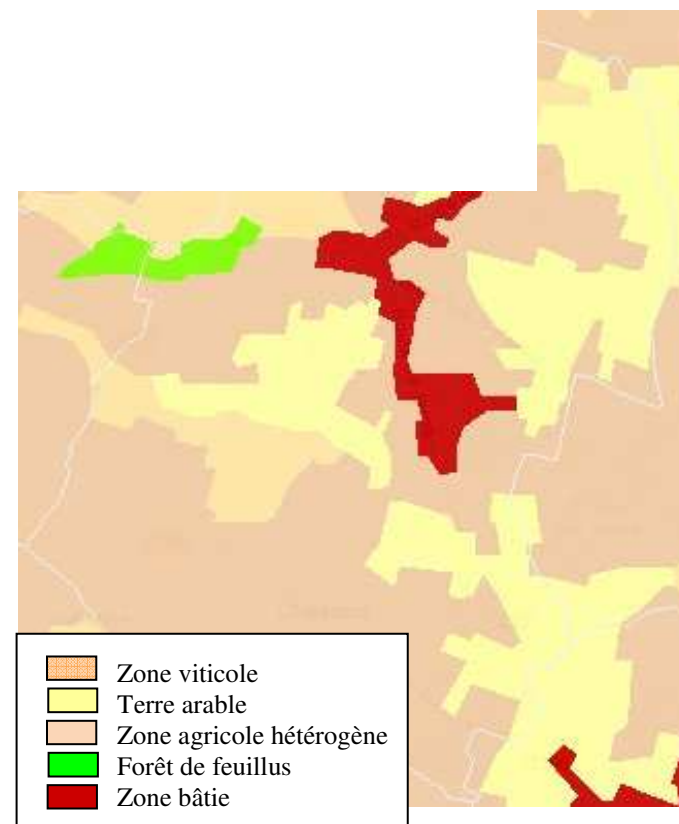 Zone viticole
Terre arable
Zone agricole hétérogène
Forêt de feuillus
Zone bâtie